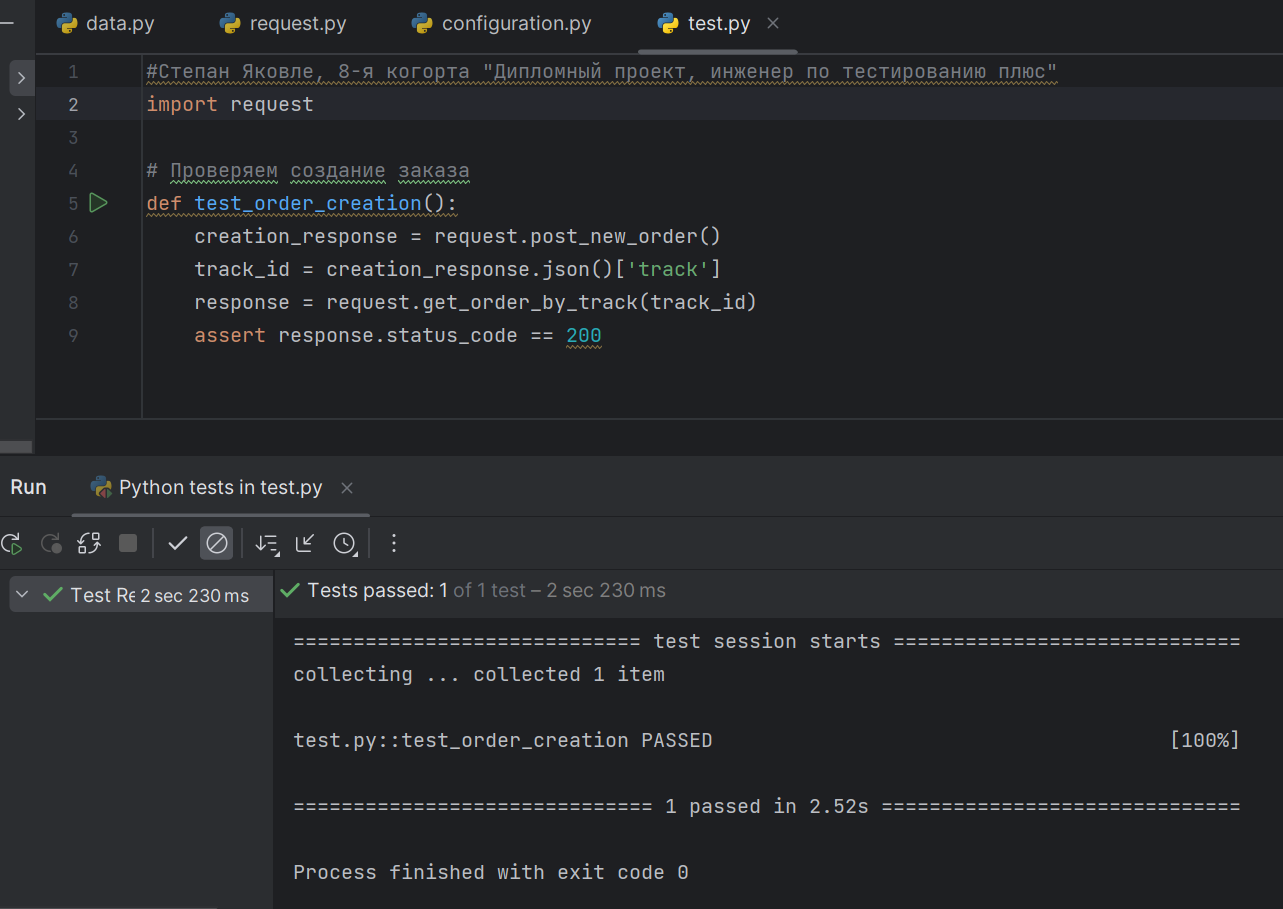 data.py request.py configuration.py test.py
1 #Степан Яковле, 8-я когорта "Дипломный проект, инженер по тестированию плюс"
2 import request
3
4 # Проверяем создание заказа
5 def test_order_creation():
6 creation_response = request.post_new_order()
7 track_id = creation_response.json()['track']
8 response = request.get_order_by_track(track_id)
9 assert response.status_code == 200
Run Python tests in test.py
Test Re 2 sec 230 ms
Tests passed: 1 of 1 test – 2 sec 230 ms
============================= test session starts =============================
collecting ... collected 1 item
test.py::test_order_creation PASSED [100%]
============================== 1 passed in 2.52s ==============================
Process finished with exit code 0